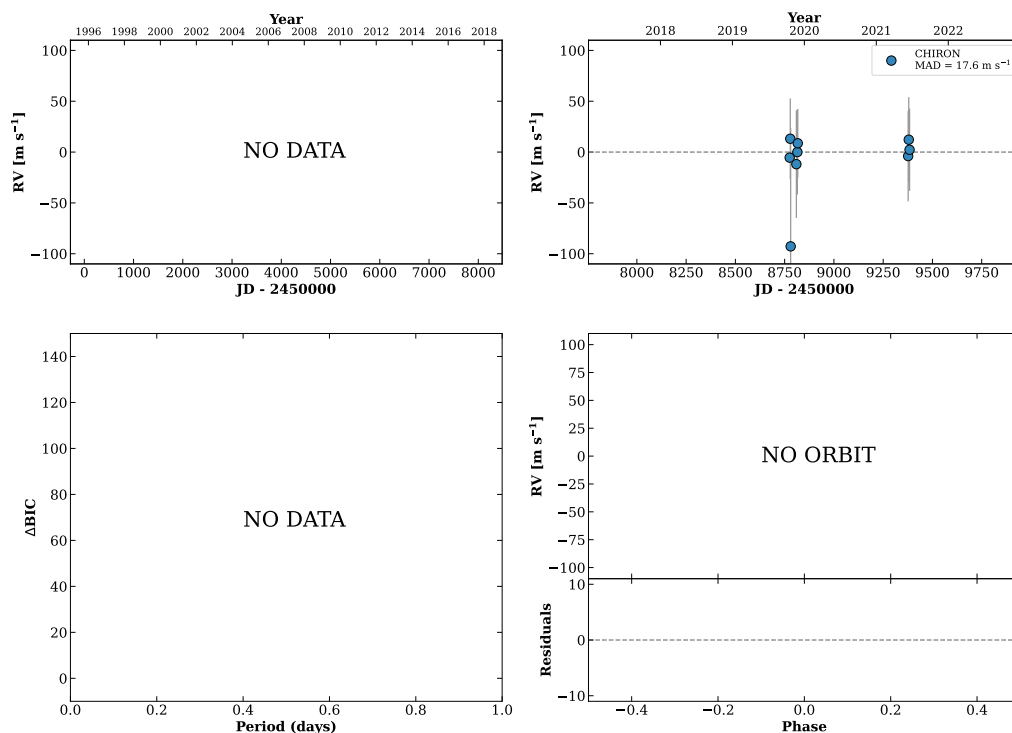 Year
1996 1998 2000 2002 2004 2006 2008 2010 2012 2014 2016 2018
100
50
0
−50
−100
RV [m s⁻¹]
NO DATA
0 1000 2000 3000 4000 5000 6000 7000 8000
JD - 2450000
Year
2018 2019 2020 2021 2022
100
50
0
−50
−100
RV [m s⁻¹]
CHIRON
MAD = 17.6 m s⁻¹
8000 8250 8500 8750 9000 9250 9500 9750
JD - 2450000
140
120
100
80
60
40
20
0
ΔBIC
NO DATA
0.0 0.2 0.4 0.6 0.8 1.0
Period (days)
100
75
50
25
0
−25
−50
−75
−100
RV [m s⁻¹]
NO ORBIT
10
0
−10
Residuals
−0.4 −0.2 0.0 0.2 0.4
Phase